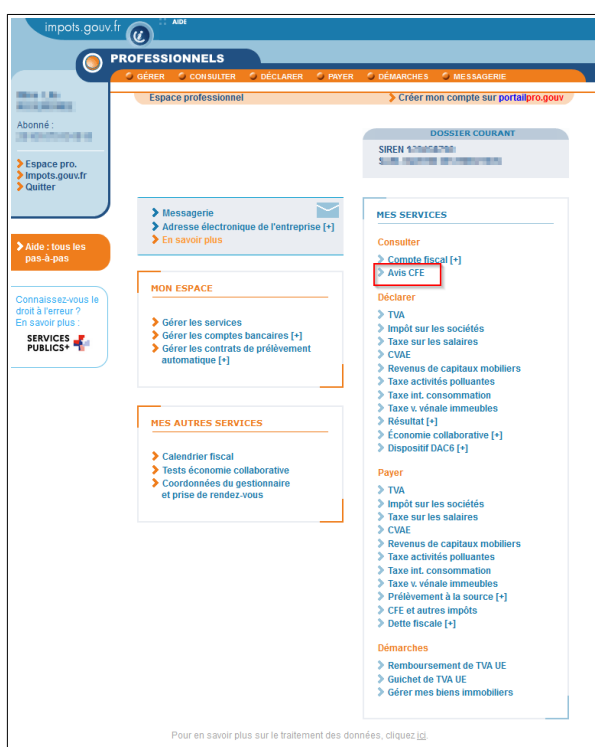 impots.gouv.fr
AIDE
PROFESSIONNELS
GÉRER CONSULTER DÉCLARER PAYER DÉMARCHES MESSAGERIE
Espace professionnel
Créer mon compte sur portailpro.gouv
Abonné :
Espace pro.
Impots.gouv.fr
Quitter
Aide : tous les
pas-à-pas
Connaissez-vous le
droit à l'erreur ?
En savoir plus :
SERVICES
PUBLICS+
DOSSIER COURANT
SIREN
Messagerie
Adresse électronique de l'entreprise [+]
En savoir plus
MON ESPACE
Gérer les services
Gérer les comptes bancaires [+]
Gérer les contrats de prélèvement
automatique [+]
MES AUTRES SERVICES
Calendrier fiscal
Tests économie collaborative
Coordonnées du gestionnaire
et prise de rendez-vous
MES SERVICES
Consulter
Compte fiscal [+]
Avis CFE
Déclarer
TVA
Impôt sur les sociétés
Taxe sur les salaires
CVAE
Revenus de capitaux mobiliers
Taxe activités polluantes
Taxe int. consommation
Taxe v. vénale immeubles
Résultat [+]
Économie collaborative [+]
Dispositif DAC6 [+]
Payer
TVA
Impôt sur les sociétés
Taxe sur les salaires
CVAE
Revenus de capitaux mobiliers
Taxe activités polluantes
Taxe int. consommation
Taxe v. vénale immeubles
Prélèvement à la source [+]
CFE et autres impôts
Dette fiscale [+]
Démarches
Remboursement de TVA UE
Guichet de TVA UE
Gérer mes biens immobiliers
Pour en savoir plus sur le traitement des données, cliquez ici.